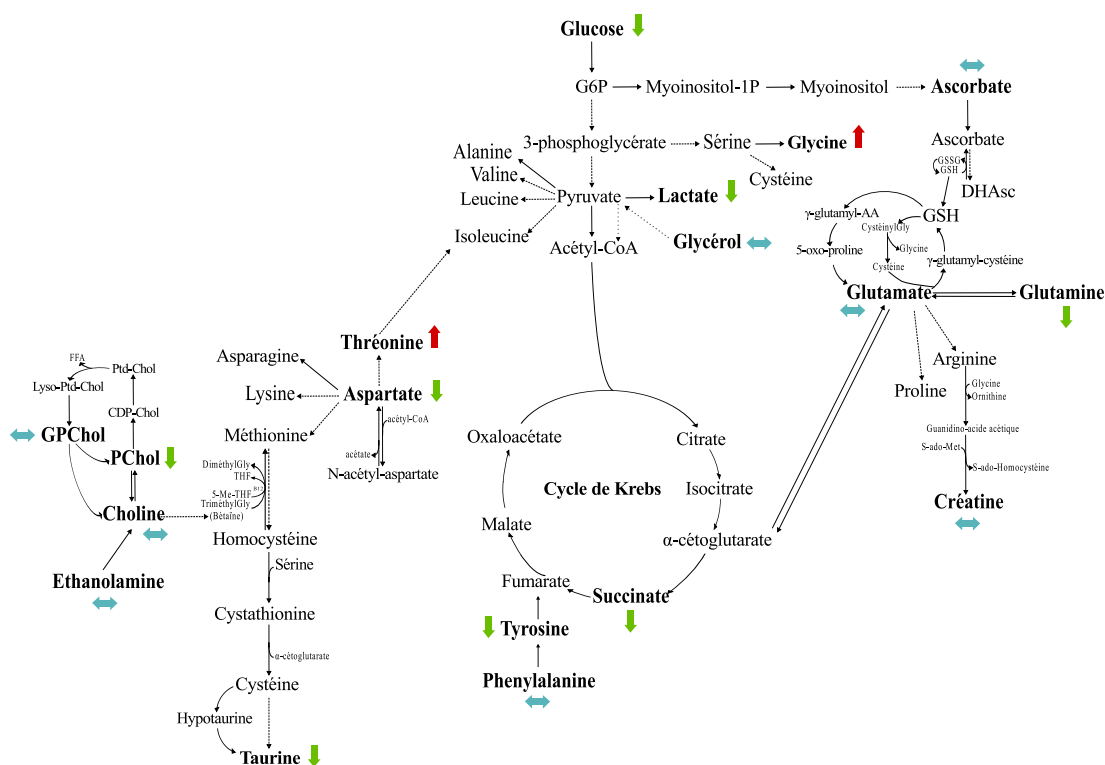 Glucose
G6P
Myoinositol-1P
Myoinositol
Ascorbate
3-phosphoglycérate
Sérine
Glycine
Cystéine
Ascorbate
GSSG
GSH
DHAsc
Alanine
Valine
Leucine
Isoleucine
Pyruvate
Lactate
Acétyl-CoA
Glycérol
γ-glutamyl-AA
GSH
CystéinylGly
Glycine
5-oxo-proline
Cystéine
γ-glutamyl-cystéine
Glutamate
Glutamine
Arginine
Proline
Glycine
Ornithine
Guanidino-acide acétique
S-ado-Met
S-ado-Homocystéine
Créatine
Thréonine
Asparagine
Lysine
Aspartate
Méthionine
acétyl-CoA
acétate
N-acétyl-aspartate
FFA
Ptd-Chol
Lyso-Ptd-Chol
CDP-Chol
GPChol
PChol
Choline
Ethanolamine
DiméthylGly
THF
B12
5-Me-THF
TriméthylGly
(Bétaïne)
Homocystéine
Sérine
Cystathionine
α-cétoglutarate
Cystéine
Hypotaurine
Taurine
Oxaloacétate
Citrate
Cycle de Krebs
Isocitrate
Malate
α-cétoglutarate
Fumarate
Succinate
Tyrosine
Phenylalanine